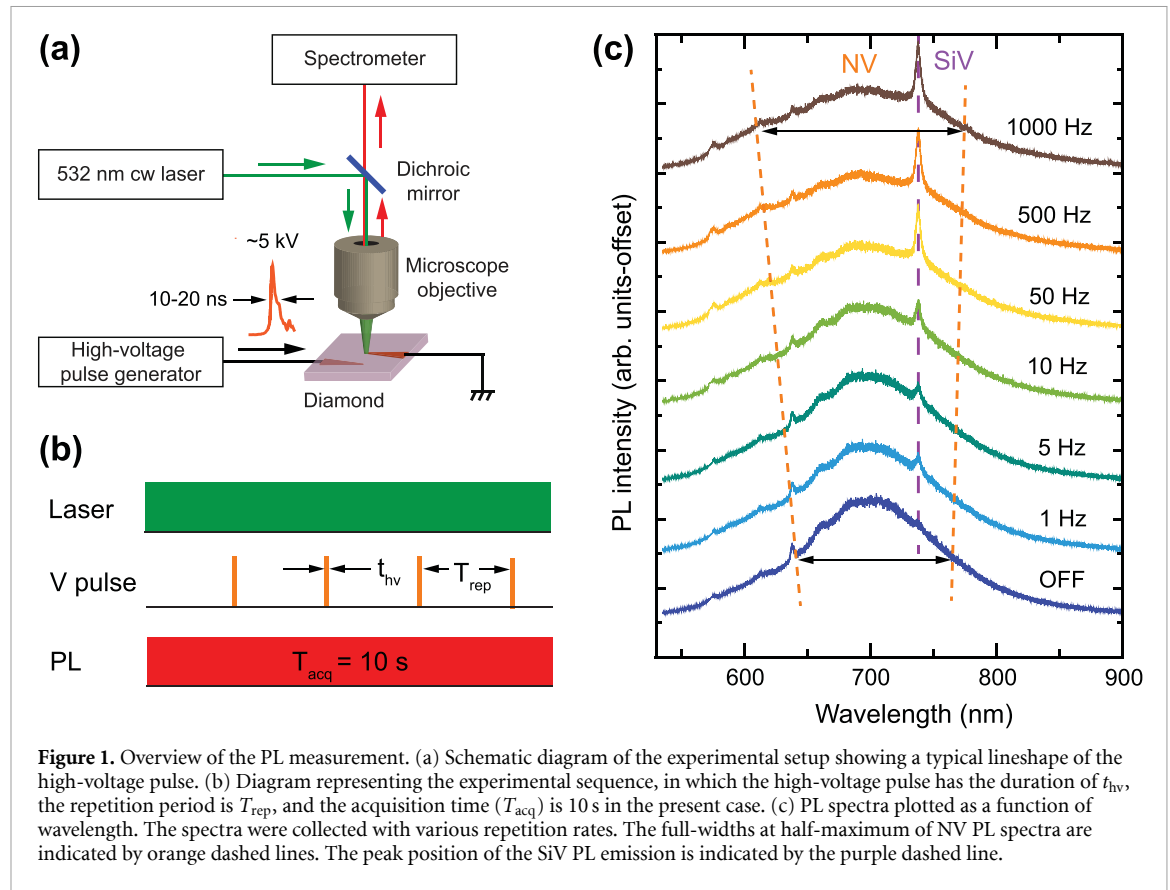 (a)
Spectrometer
532 nm cw laser
Dichroic
mirror
~5 kV
10-20 ns
Microscope
objective
High-voltage
pulse generator
Diamond
(b)
Laser
V pulse
t_hv
T_rep
PL
T_acq = 10 s
(c)
NV
SiV
1000 Hz
500 Hz
50 Hz
10 Hz
5 Hz
1 Hz
OFF
PL intensity (arb. units-offset)
600
700
800
900
Wavelength (nm)
Figure 1. Overview of the PL measurement. (a) Schematic diagram of the experimental setup showing a typical lineshape of the
high-voltage pulse. (b) Diagram representing the experimental sequence, in which the high-voltage pulse has the duration of t_hv,
the repetition period is T_rep, and the acquisition time (T_acq) is 10 s in the present case. (c) PL spectra plotted as a function of
wavelength. The spectra were collected with various repetition rates. The full-widths at half-maximum of NV PL spectra are
indicated by orange dashed lines. The peak position of the SiV PL emission is indicated by the purple dashed line.